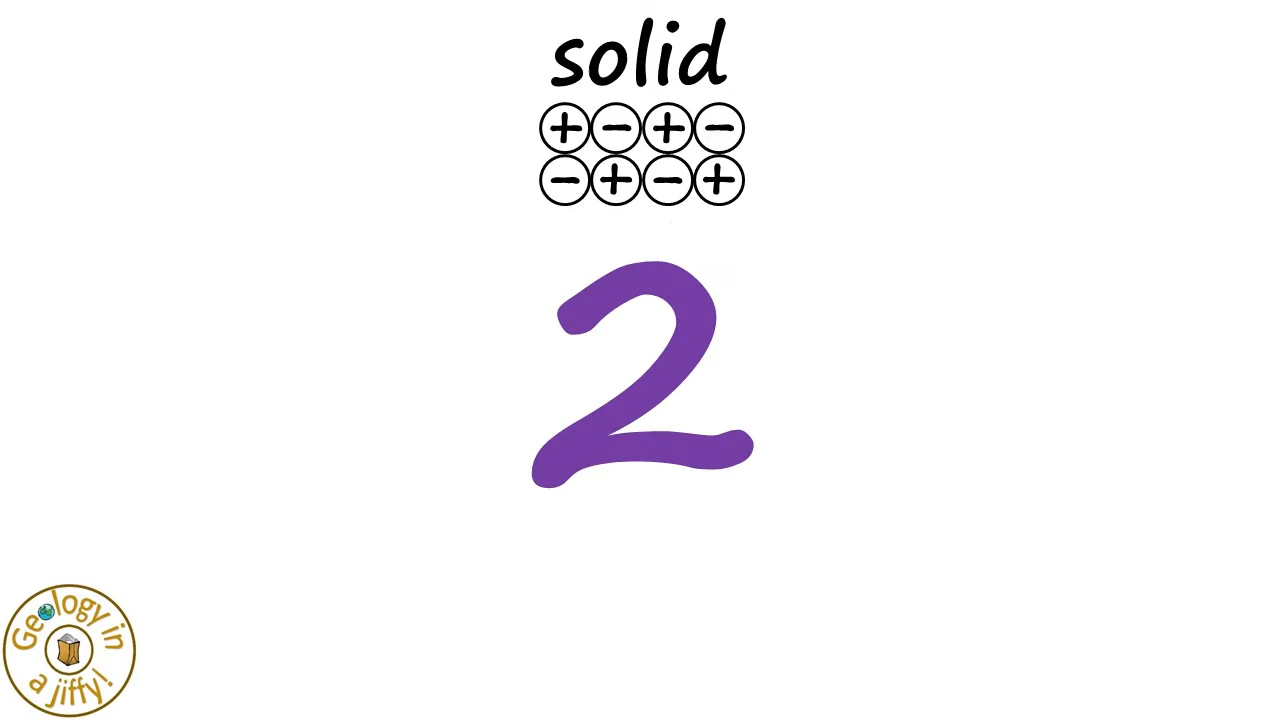 solid
+ − + −
− + − +
2
Geology in
a jiffy!